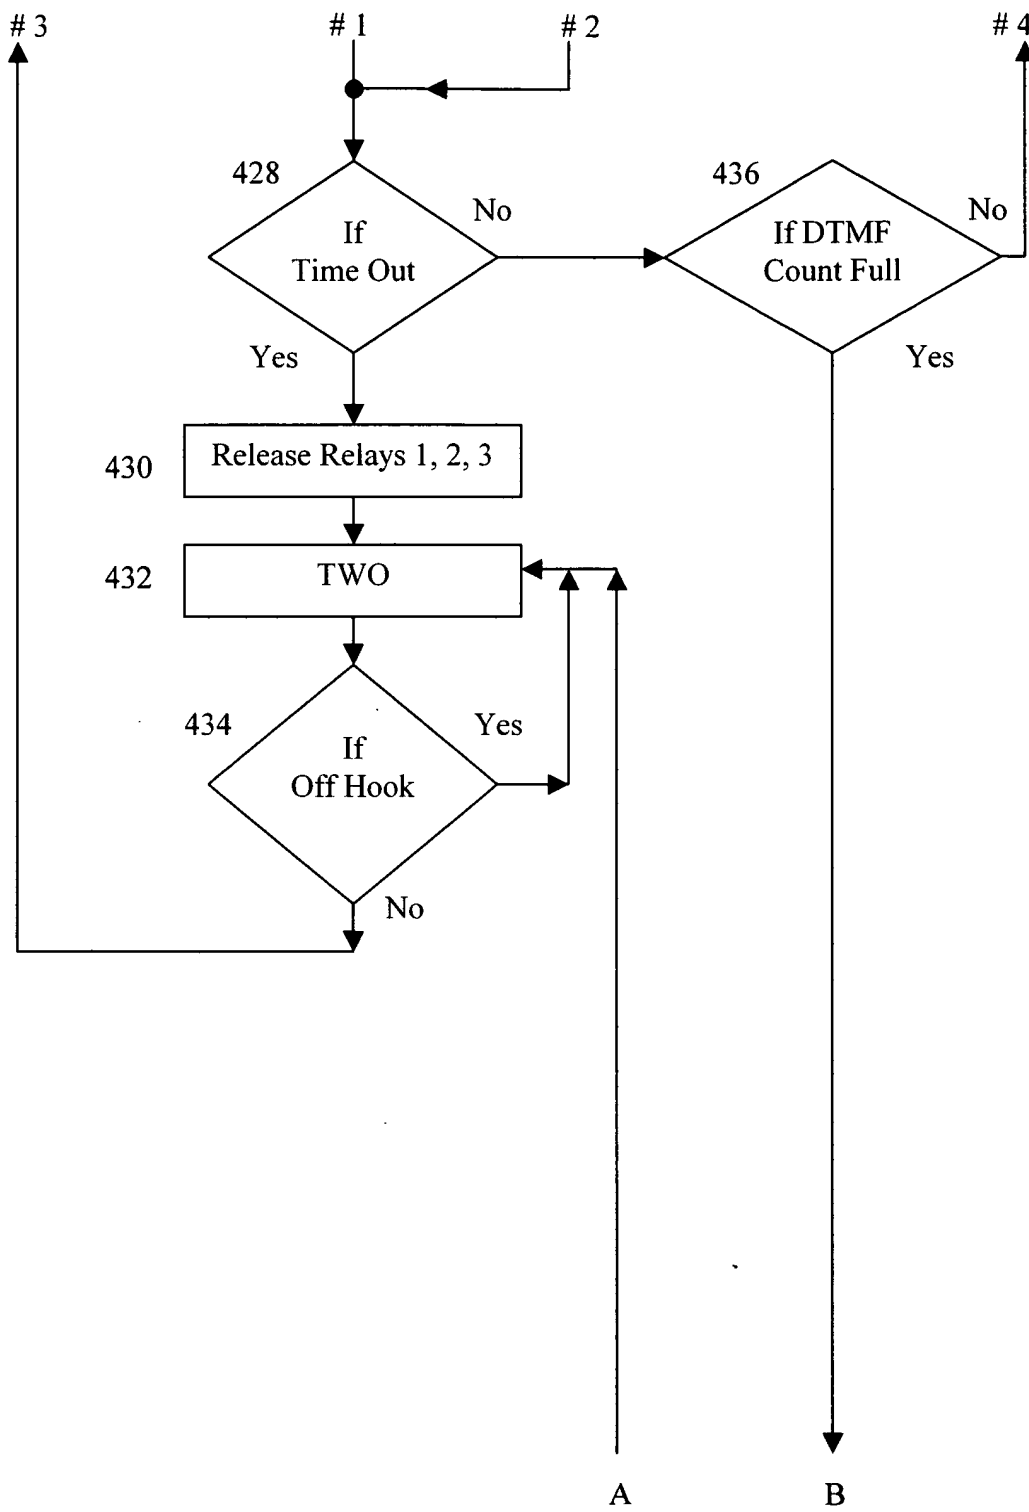 # 3
# 1
# 2
# 4
428
If
Time Out
No
Yes
436
If DTMF
Count Full
No
Yes
430
Release Relays 1, 2, 3
432
TWO
434
If
Off Hook
Yes
No
A
B